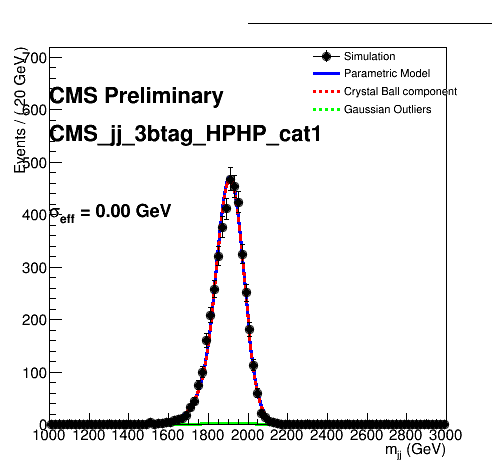 700
600
500
400
300
200
100
0
Events / ( 20 GeV )
CMS Preliminary
CMS_jj_3btag_HPHP_cat1
σeff = 0.00 GeV
Simulation
Parametric Model
Crystal Ball component
Gaussian Outliers
1000 1200 1400 1600 1800 2000 2200 2400 2600 2800 3000
mjj (GeV)